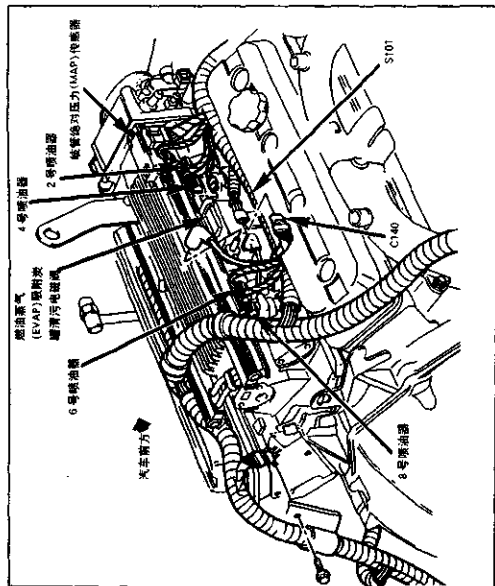 燃油蒸气
(EVAP)吸附炭
罐清污电磁阀
4号喷油器
2号喷油器
歧管绝对压力(MAP)传感器
6号喷油器
汽车前方
S101
C140
8号喷油器